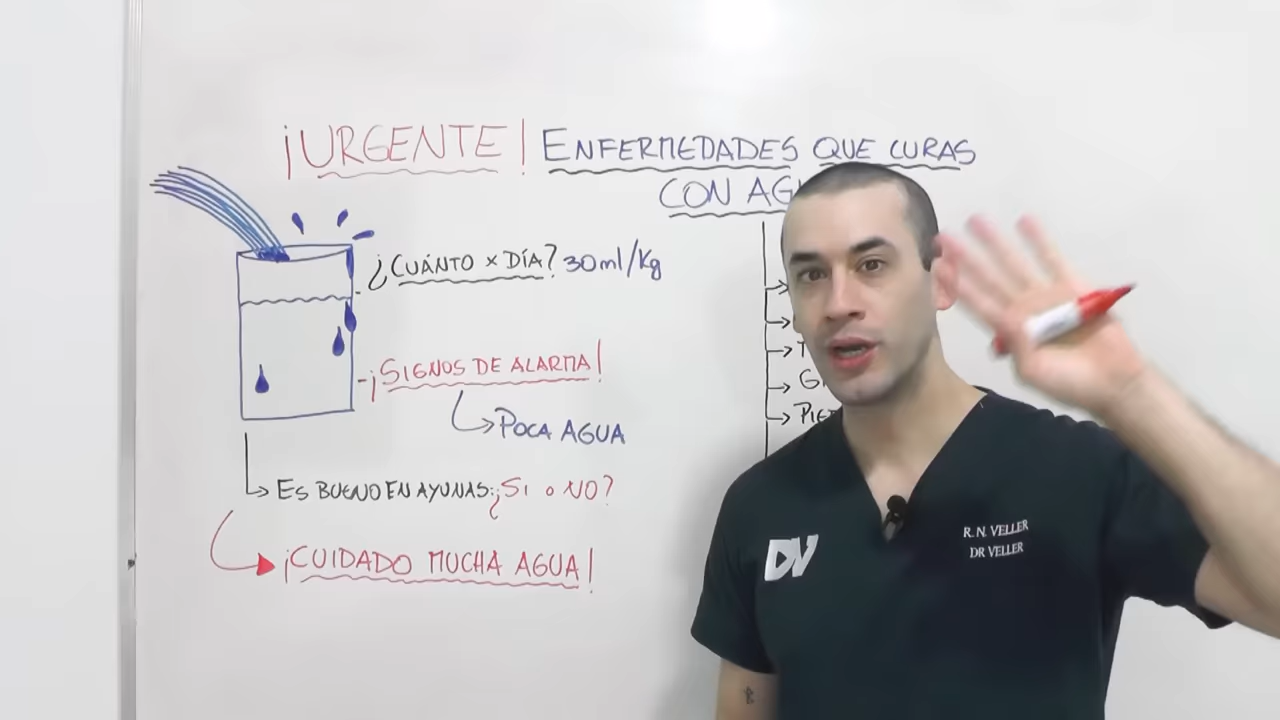 ¡URGENTE! ENFERMEDADES QUE CURAS
CON
¿CUÁNTO x DÍA? 30ml/Kg
¡SIGNOS DE ALARMA!
POCA AGUA
ES BUENO EN AYUNAS: ¿SI o NO?
¡CUIDADO MUCHA AGUA!
DV
R. N. VELLER
DR VELLER